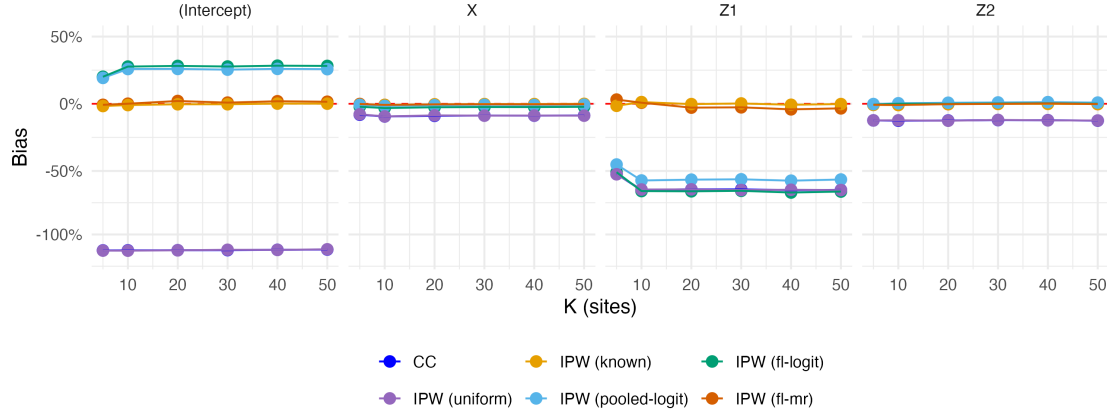 (Intercept) X Z1 Z2
50%
0%
-50%
-100%
Bias
10 20 30 40 50 10 20 30 40 50 10 20 30 40 50 10 20 30 40 50
K (sites)
CC IPW (known) IPW (fl-logit)
IPW (uniform) IPW (pooled-logit) IPW (fl-mr)